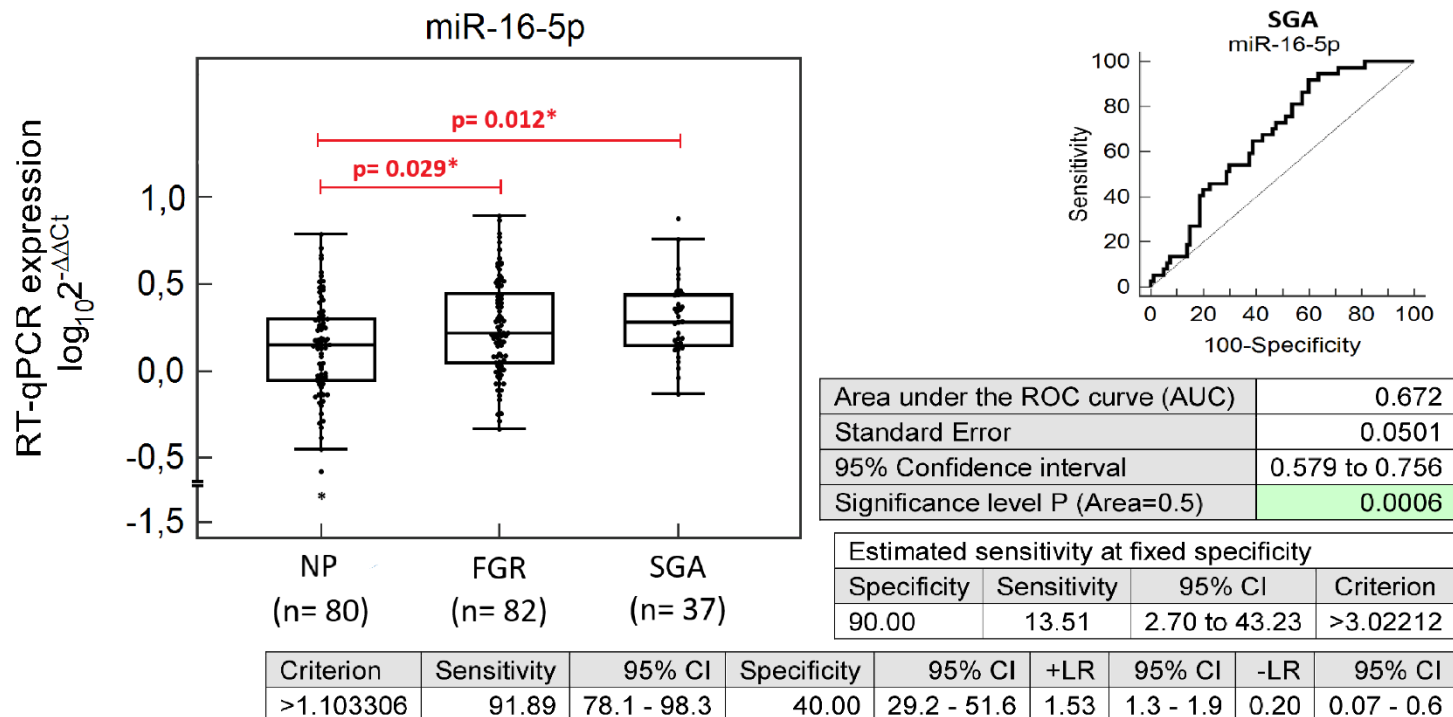 miR-16-5p
RT-qPCR expression
log₁₀2^-ΔΔCt
1,0
0,5
0,0
-0,5
-1,5
p= 0.012*
p= 0.029*
*
NP
(n= 80)
FGR
(n= 82)
SGA
(n= 37)
SGA
miR-16-5p
Sensitivity
100
80
60
40
20
0
0 20 40 60 80 100
100-Specificity
Area under the ROC curve (AUC) 0.672
Standard Error 0.0501
95% Confidence interval 0.579 to 0.756
Significance level P (Area=0.5) 0.0006
Estimated sensitivity at fixed specificity
Specificity Sensitivity 95% CI Criterion
90.00 13.51 2.70 to 43.23 >3.02212
Criterion Sensitivity 95% CI Specificity 95% CI +LR 95% CI -LR 95% CI
>1.103306 91.89 78.1 - 98.3 40.00 29.2 - 51.6 1.53 1.3 - 1.9 0.20 0.07 - 0.6